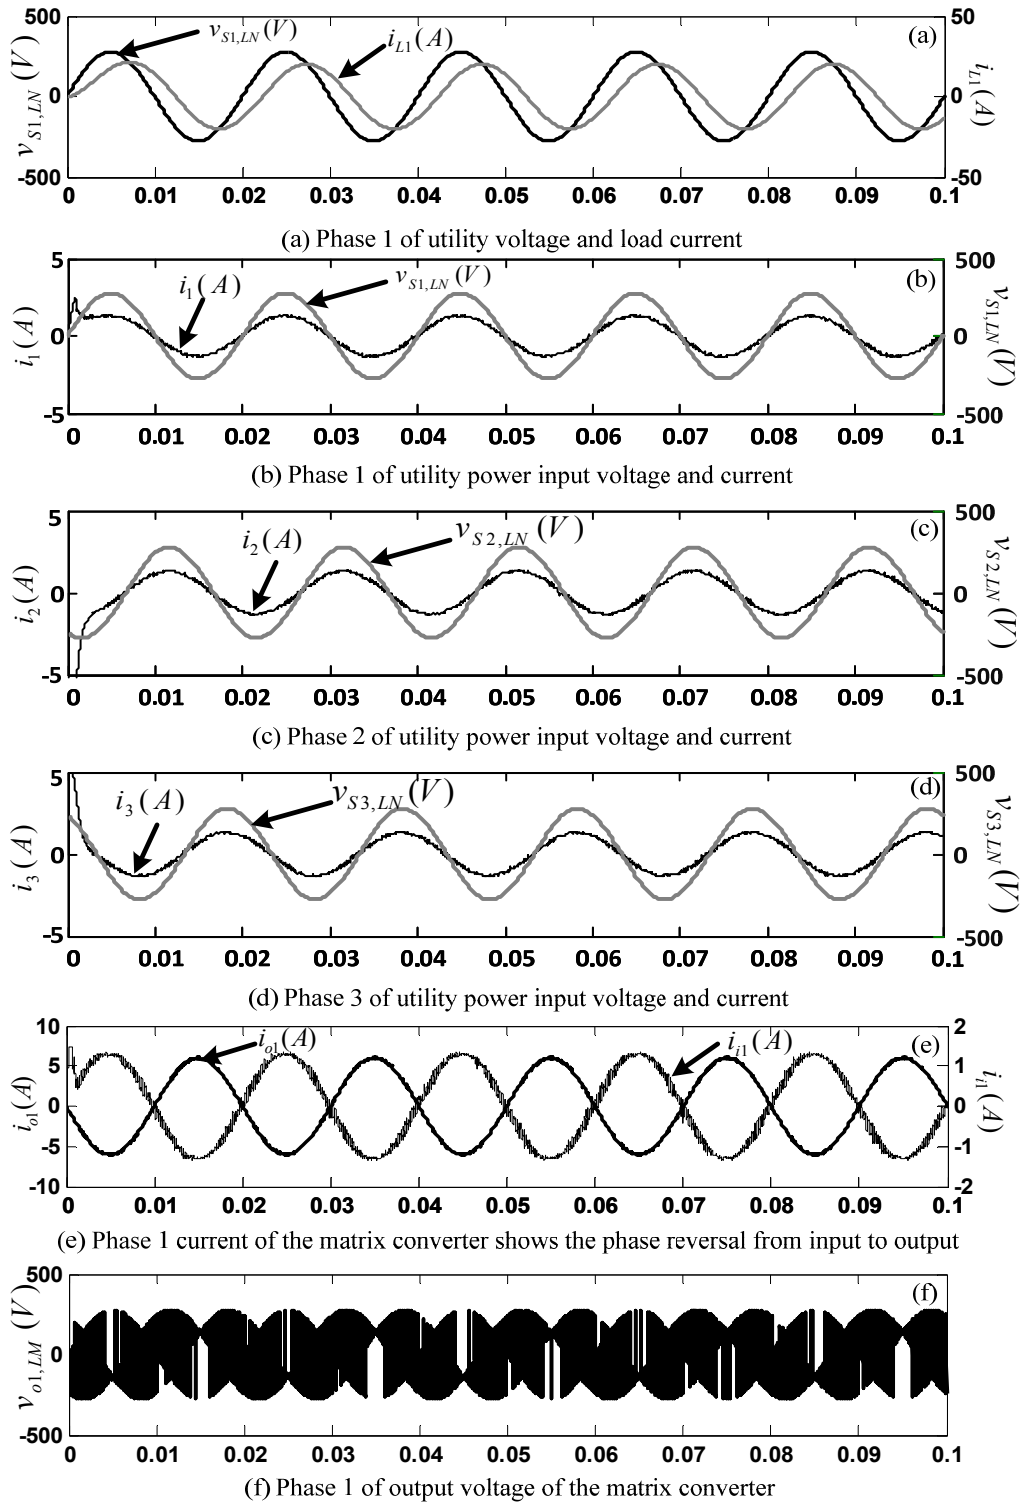 500
0
-500
v_{S1,LN} (V)
v_{S1,LN}(V)
i_{L1}(A)
(a)
50
0
-50
i_{L1}(A)
0 0.01 0.02 0.03 0.04 0.05 0.06 0.07 0.08 0.09 0.1
(a) Phase 1 of utility voltage and load current
5
0
-5
i_1(A)
i_1(A)
v_{S1,LN}(V)
(b)
500
0
-500
v_{S1,LN}(V)
0 0.01 0.02 0.03 0.04 0.05 0.06 0.07 0.08 0.09 0.1
(b) Phase 1 of utility power input voltage and current
5
0
-5
i_2(A)
i_2(A)
v_{S2,LN}(V)
(c)
500
0
-500
v_{S2,LN}(V)
0 0.01 0.02 0.03 0.04 0.05 0.06 0.07 0.08 0.09 0.1
(c) Phase 2 of utility power input voltage and current
5
0
-5
i_3(A)
i_3(A)
v_{S3,LN}(V)
(d)
500
0
-500
v_{S3,LN}(V)
0 0.01 0.02 0.03 0.04 0.05 0.06 0.07 0.08 0.09 0.1
(d) Phase 3 of utility power input voltage and current
10
5
0
-5
-10
i_{o1}(A)
i_{o1}(A)
i_{i1}(A)
(e)
2
1
0
-1
-2
i_{i1}(A)
0 0.01 0.02 0.03 0.04 0.05 0.06 0.07 0.08 0.09 0.1
(e) Phase 1 current of the matrix converter shows the phase reversal from input to output
500
0
-500
v_{o1,LM} (V)
(f)
0 0.01 0.02 0.03 0.04 0.05 0.06 0.07 0.08 0.09 0.1
(f) Phase 1 of output voltage of the matrix converter